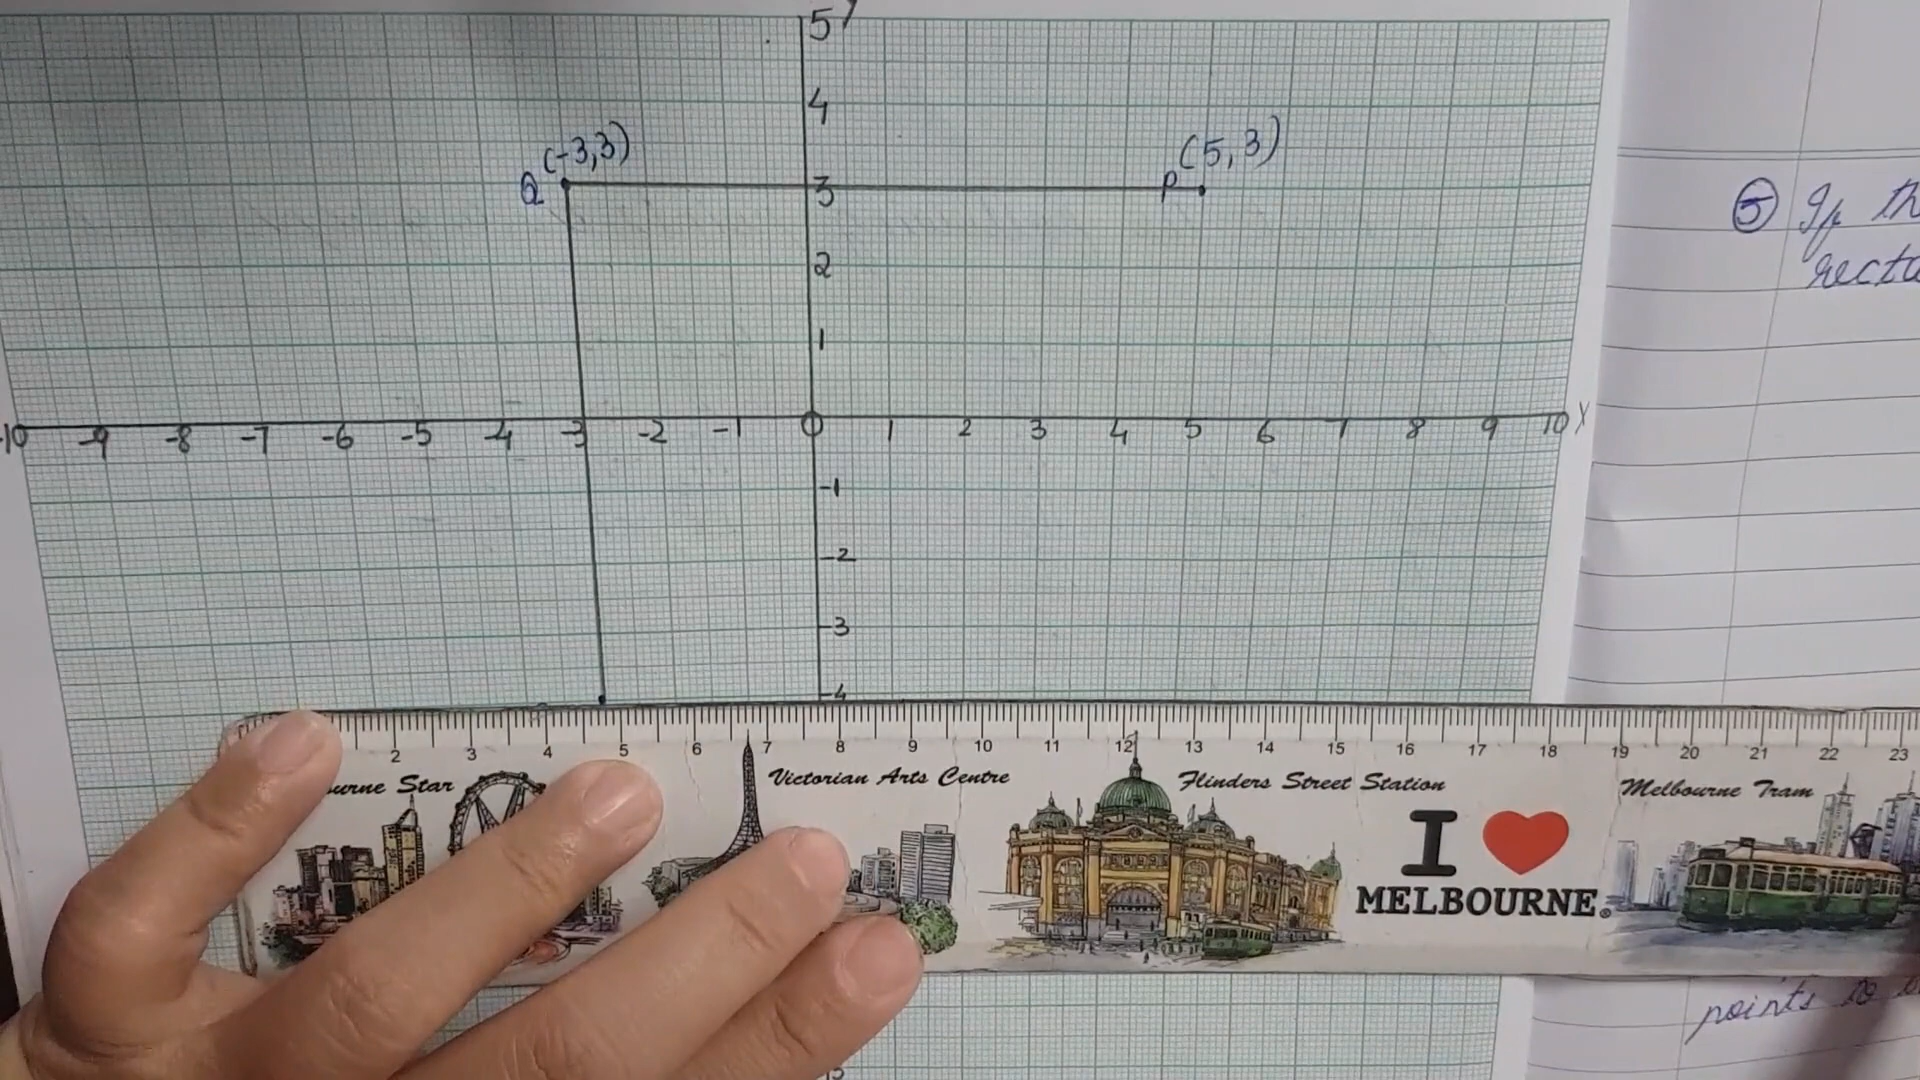 5 y
4
(-3,3)
(5,3)
Q
3
P
2
1
-10 -9 -8 -7 -6 -5 -4 -3 -2 -1 0 1 2 3 4 5 6 7 8 9 10 X
-1
-2
-3
-4
⑤ If
2 3 4 5 6 7 8 9 10 11 12 13 14 15 16 17 18 19 20 21 22 23
Star
Victorian Arts Centre
Flinders Street Station
Melbourne Tram
I ♥
MELBOURNE®
points to